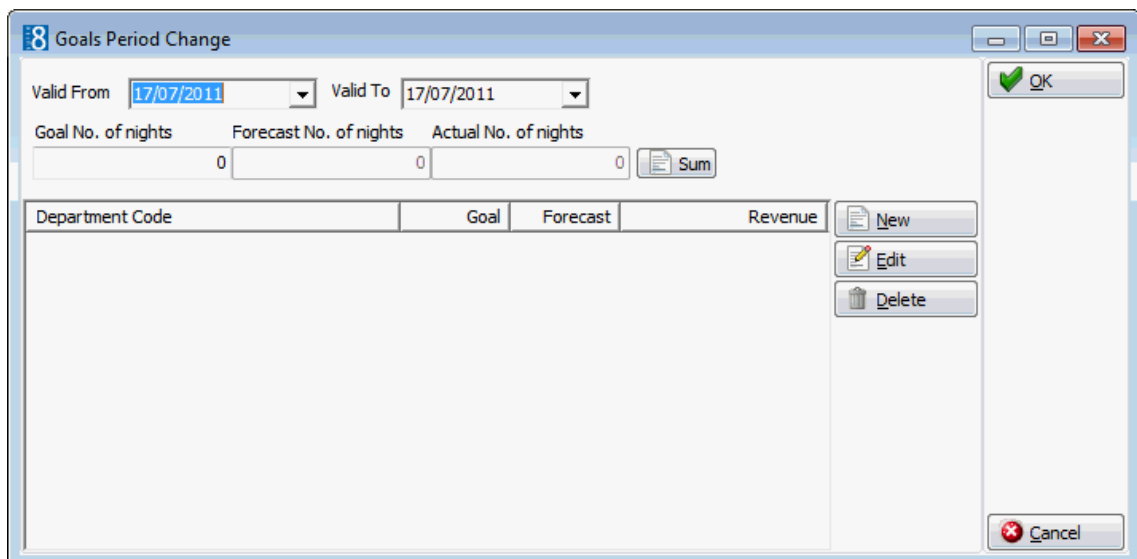 8 Goals Period Change
Valid From 17/07/2011 Valid To 17/07/2011
OK
Goal No. of nights Forecast No. of nights Actual No. of nights
0 0 0 Sum
Department Code Goal Forecast Revenue
New
Edit
Delete
Cancel